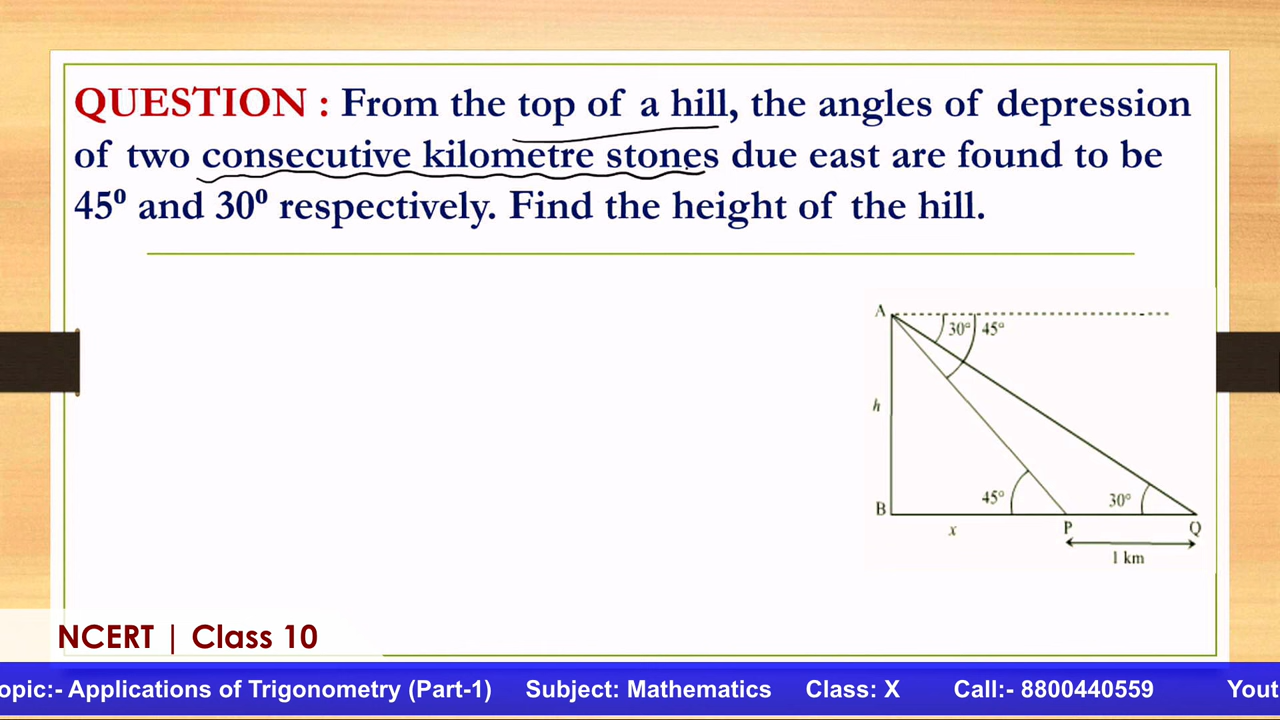 QUESTION : From the top of a hill, the angles of depression
of two consecutive kilometre stones due east are found to be
45⁰ and 30⁰ respectively. Find the height of the hill.
A
30° 45°
h
45° 30°
B
x P Q
1 km
NCERT | Class 10
opic:- Applications of Trigonometry (Part-1) Subject: Mathematics Class: X Call:- 8800440559 Yout